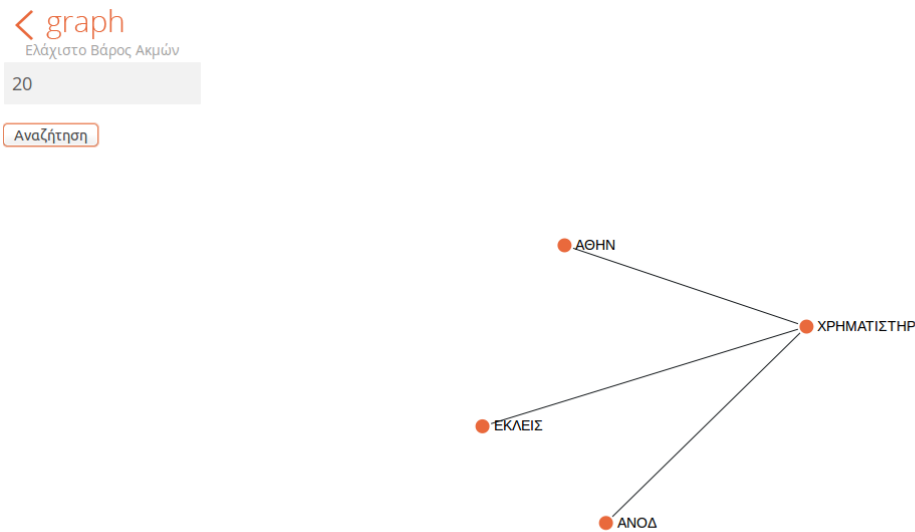 graph
Ελάχιστο Βάρος Ακμών
20
Αναζήτηση
ΑΘΗΝ
ΧΡΗΜΑΤΙΣΤΗΡ
ΕΚΛΕΙΣ
ΑΝΟΔ